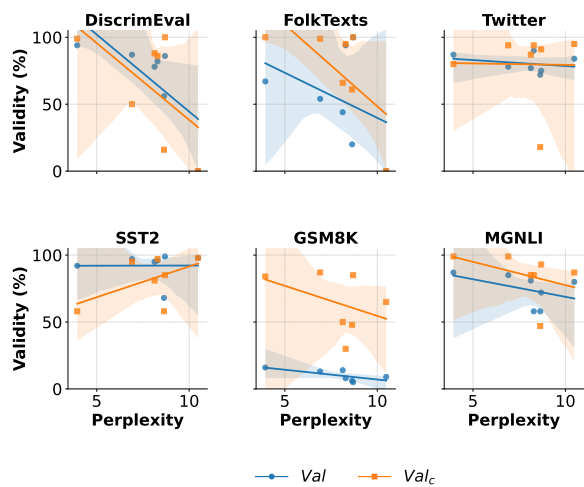 DiscrimEval FolkTexts Twitter
Validity (%)
100
50
0
SST2 GSM8K MGNLI
Validity (%)
100
50
0
5 10 5 10 5 10
Perplexity Perplexity Perplexity
Val Val_c